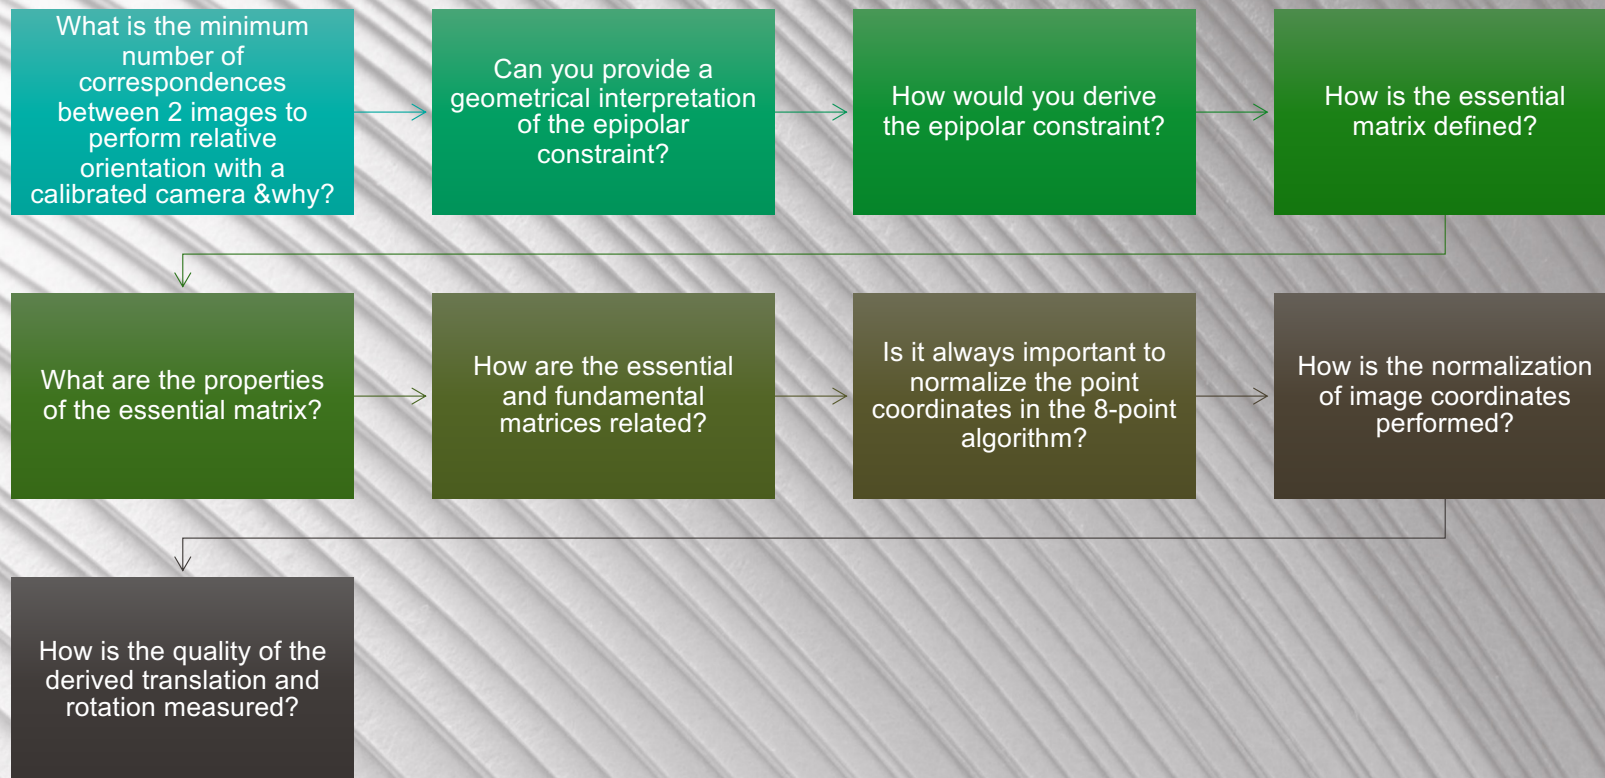 What is the minimum
number of
correspondences
between 2 images to
perform relative
orientation with a
calibrated camera &why?
Can you provide a
geometrical interpretation
of the epipolar
constraint?
How would you derive
the epipolar constraint?
How is the essential
matrix defined?
What are the properties
of the essential matrix?
How are the essential
and fundamental
matrices related?
Is it always important to
normalize the point
coordinates in the 8-point
algorithm?
How is the normalization
of image coordinates
performed?
How is the quality of the
derived translation and
rotation measured?